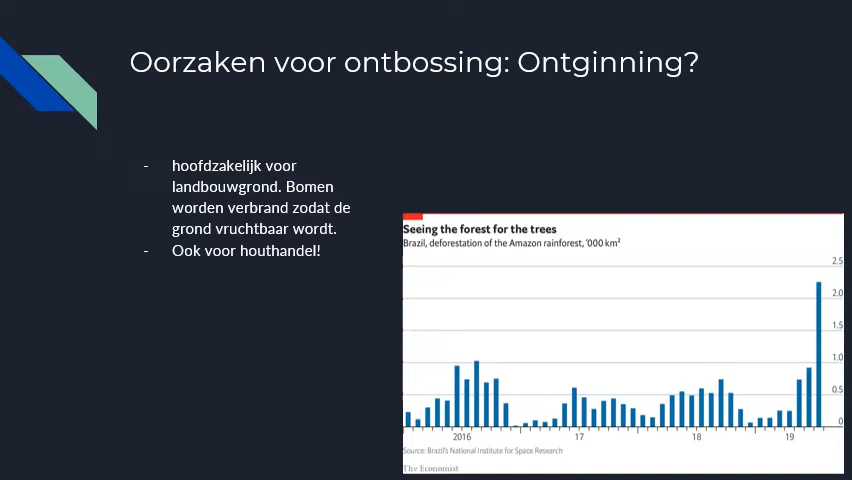 Oorzaken voor ontbossing: Ontginning?
- hoofdzakelijk voor
landbouwgrond. Bomen
worden verbrand zodat de
grond vruchtbaar wordt.
- Ook voor houthandel!
Seeing the forest for the trees
Brazil, deforestation of the Amazon rainforest, '000 km²
2.5
2.0
1.5
1.0
0.5
0
2016 17 18 19
Source: Brazil's National Institute for Space Research
The Economist